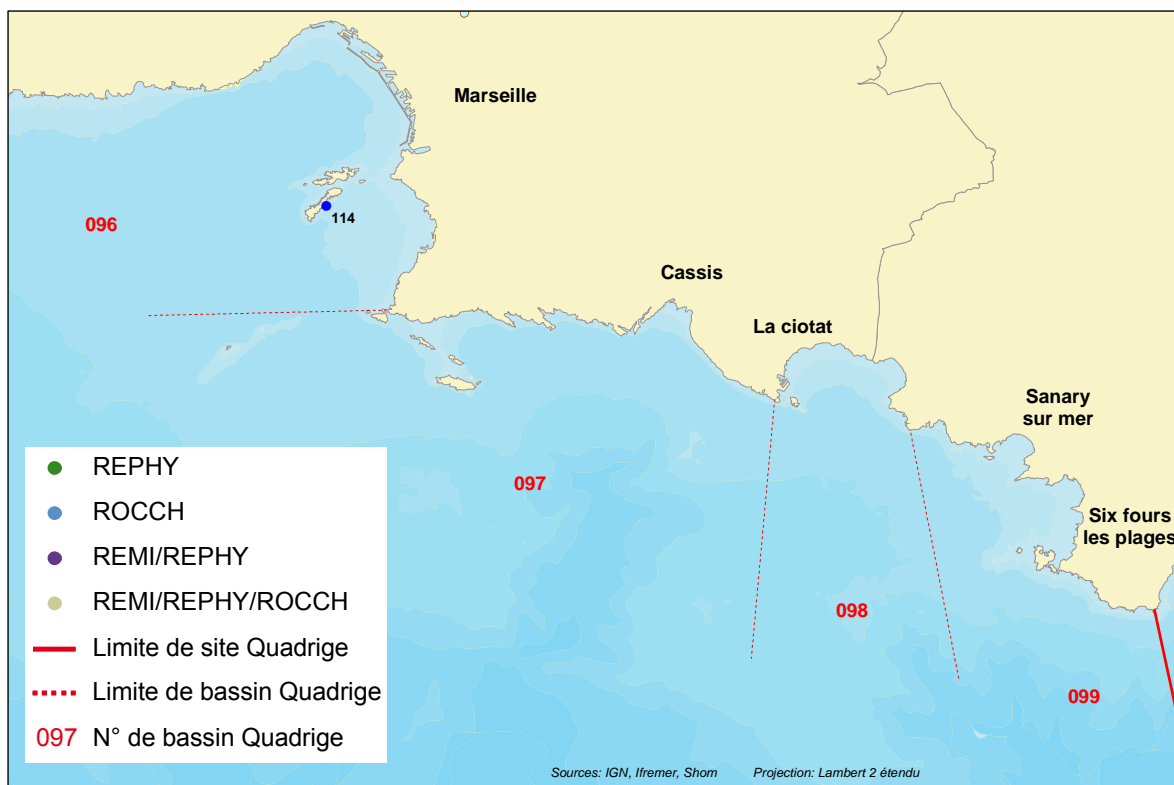 Marseille
114
096
Cassis
La ciotat
Sanary
sur mer
097
Six fours
les plages
098
099
REPHY
ROCCH
REMI/REPHY
REMI/REPHY/ROCCH
Limite de site Quadrige
Limite de bassin Quadrige
097 N° de bassin Quadrige
Sources: IGN, Ifremer, Shom Projection: Lambert 2 étendu